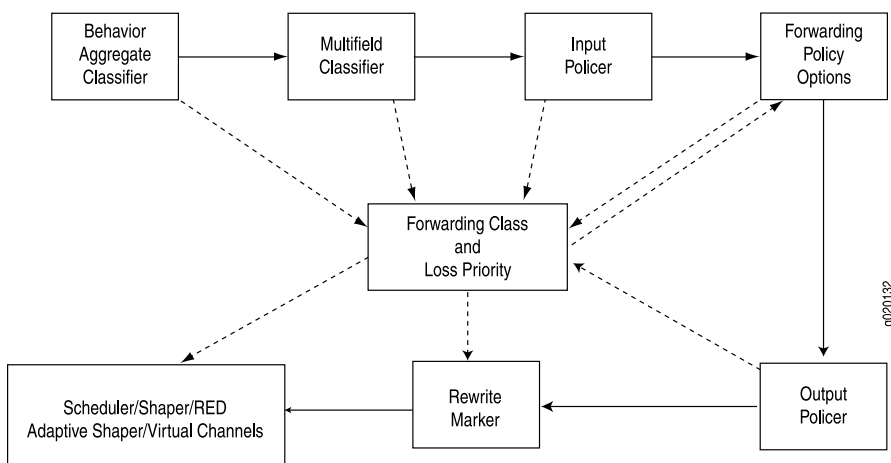 Behavior
Aggregate
Classifier
Multifield
Classifier
Input
Policer
Forwarding
Policy
Options
Forwarding Class
and
Loss Priority
Scheduler/Shaper/RED
Adaptive Shaper/Virtual Channels
Rewrite
Marker
Output
Policer
g020132